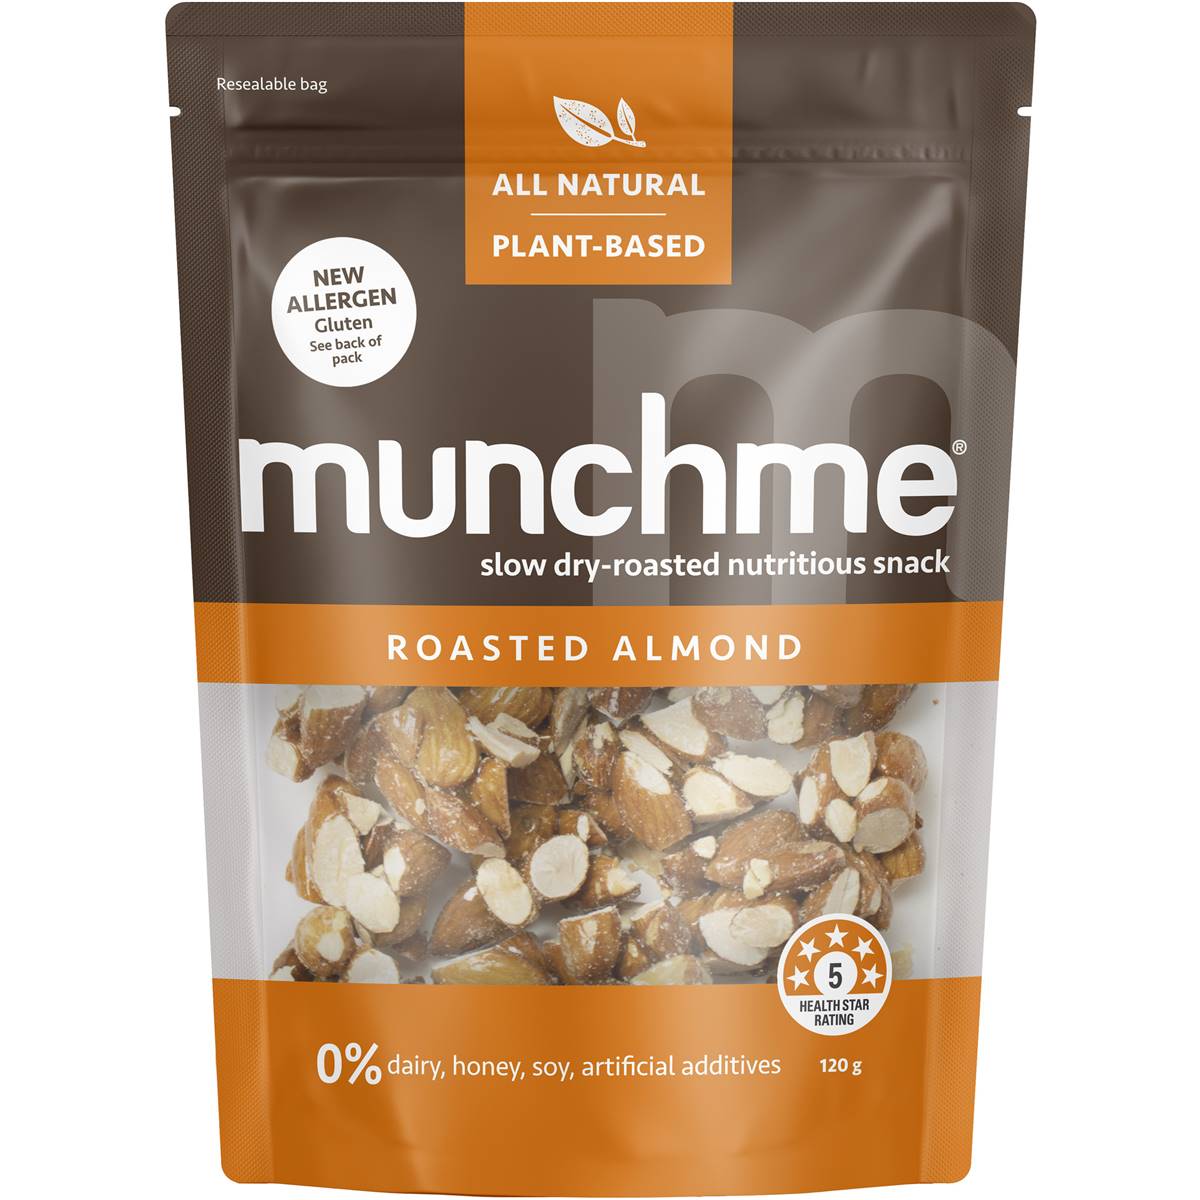 Resealable bag
ALL NATURAL
PLANT-BASED
NEW
ALLERGEN
Gluten
See back of
pack
m
munchme®
slow dry-roasted nutritious snack
ROASTED ALMOND
5
HEALTH STAR
RATING
0% dairy, honey, soy, artificial additives
120 g